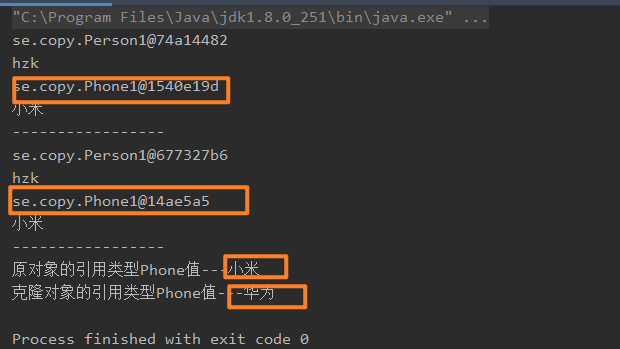 "C:\Program Files\Java\jdk1.8.0_251\bin\java.exe" ...
se.copy.Person1@74a14482
hzk
se.copy.Phone1@1540e19d
小米
-----------------
se.copy.Person1@677327b6
hzk
se.copy.Phone1@14ae5a5
小米
-----------------
原对象的引用类型Phone值---小米
克隆对象的引用类型Phone值---华为
Process finished with exit code 0